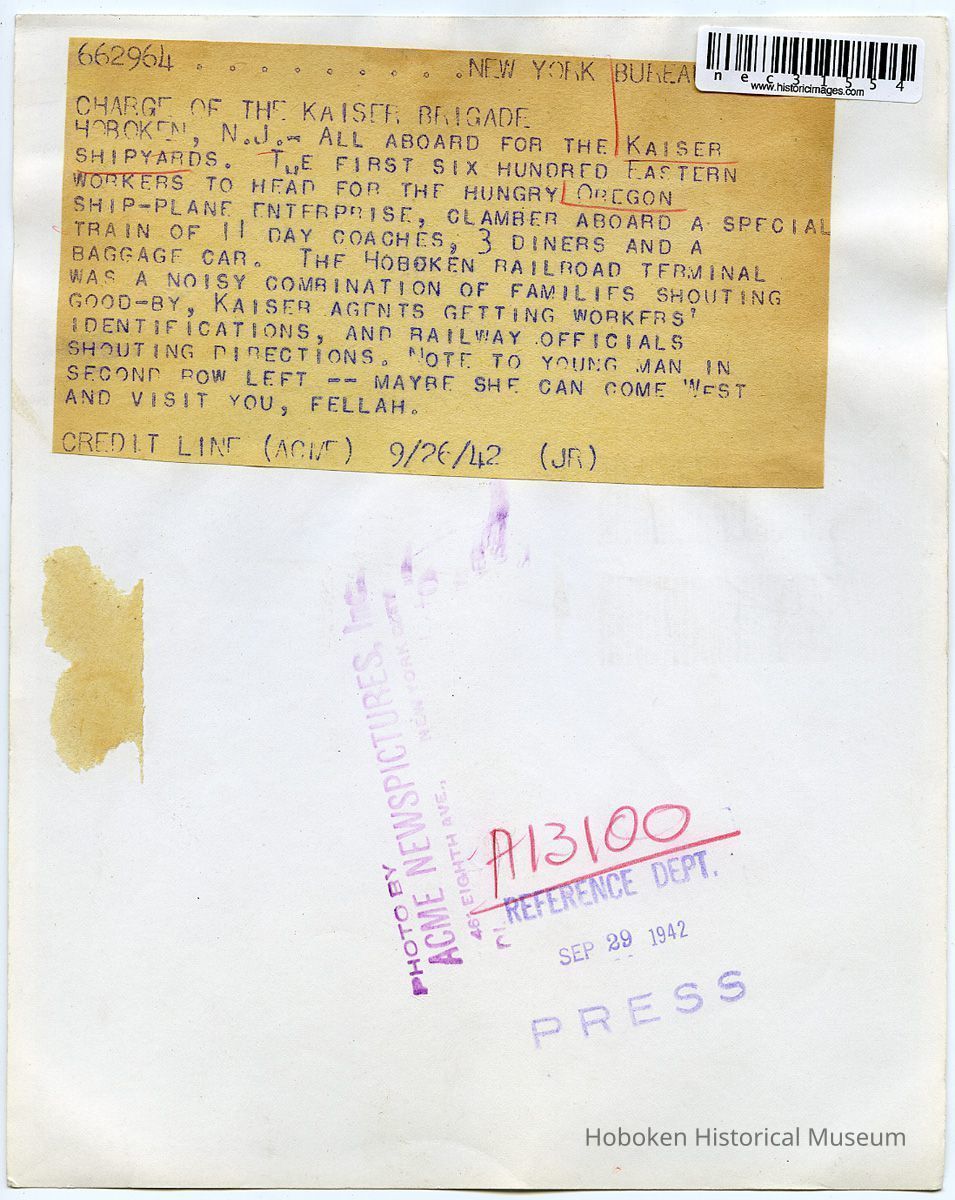 662964 . . . . . . . . . . NEW YORK BUREA
nec31554
www.historicimages.com
CHARGE OF THE KAISER BRIGADE
HOBOKEN, N.J.- ALL ABOARD FOR THE KAISER
SHIPYARDS. THE FIRST SIX HUNDRED EASTERN
WORKERS TO HEAD FOR THE HUNGRY OREGON
SHIP-PLANE ENTERPRISE, CLAMBER ABOARD A SPECIAL
TRAIN OF 11 DAY COACHES, 3 DINERS AND A
BAGGAGE CAR. THE HOBOKEN RAILROAD TERMINAL
WAS A NOISY COMBINATION OF FAMILIES SHOUTING
GOOD-BY, KAISER AGENTS GETTING WORKERS'
IDENTIFICATIONS, AND RAILWAY OFFICIALS
SHOUTING DIRECTIONS. NOTE TO YOUNG MAN IN
SECOND ROW LEFT -- MAYBE SHE CAN COME WEST
AND VISIT YOU, FELLAH.
CREDIT LINE (ACME) 9/26/42 (JR)
PHOTO BY
ACME NEWSPICTURES, INC.
EIGHTH AVE., NEW YORK CITY
A13100
REFERENCE DEPT.
SEP 29 1942
PRESS
Hoboken Historical Museum